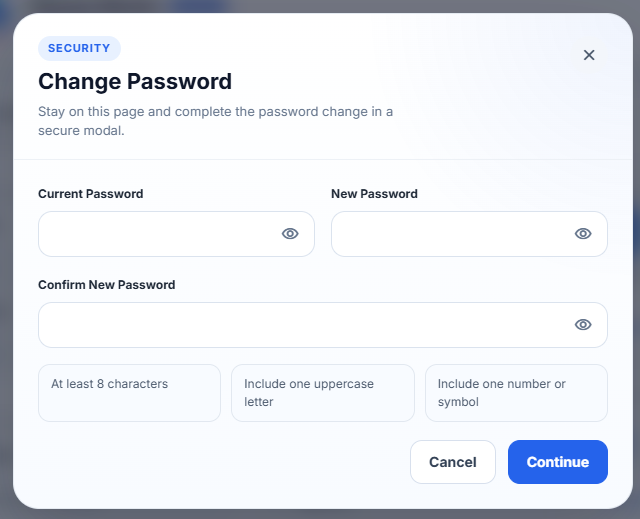 SECURITY
Change Password
Stay on this page and complete the password change in a
secure modal.
Current Password
New Password
Confirm New Password
At least 8 characters
Include one uppercase
letter
Include one number or
symbol
Cancel
Continue